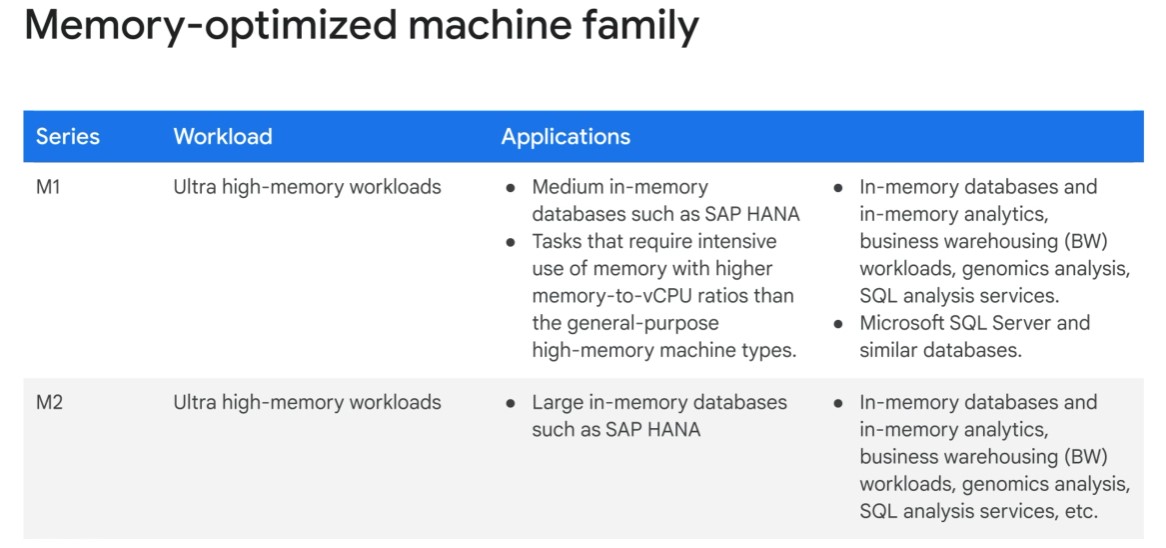 Memory-optimized machine family
Series
Workload
Applications
M1
Ultra high-memory workloads
● Medium in-memory
databases such as SAP HANA
● Tasks that require intensive
use of memory with higher
memory-to-vCPU ratios than
the general-purpose
high-memory machine types.
● In-memory databases and
in-memory analytics,
business warehousing (BW)
workloads, genomics analysis,
SQL analysis services.
● Microsoft SQL Server and
similar databases.
M2
Ultra high-memory workloads
● Large in-memory databases
such as SAP HANA
● In-memory databases and
in-memory analytics,
business warehousing (BW)
workloads, genomics analysis,
SQL analysis services, etc.